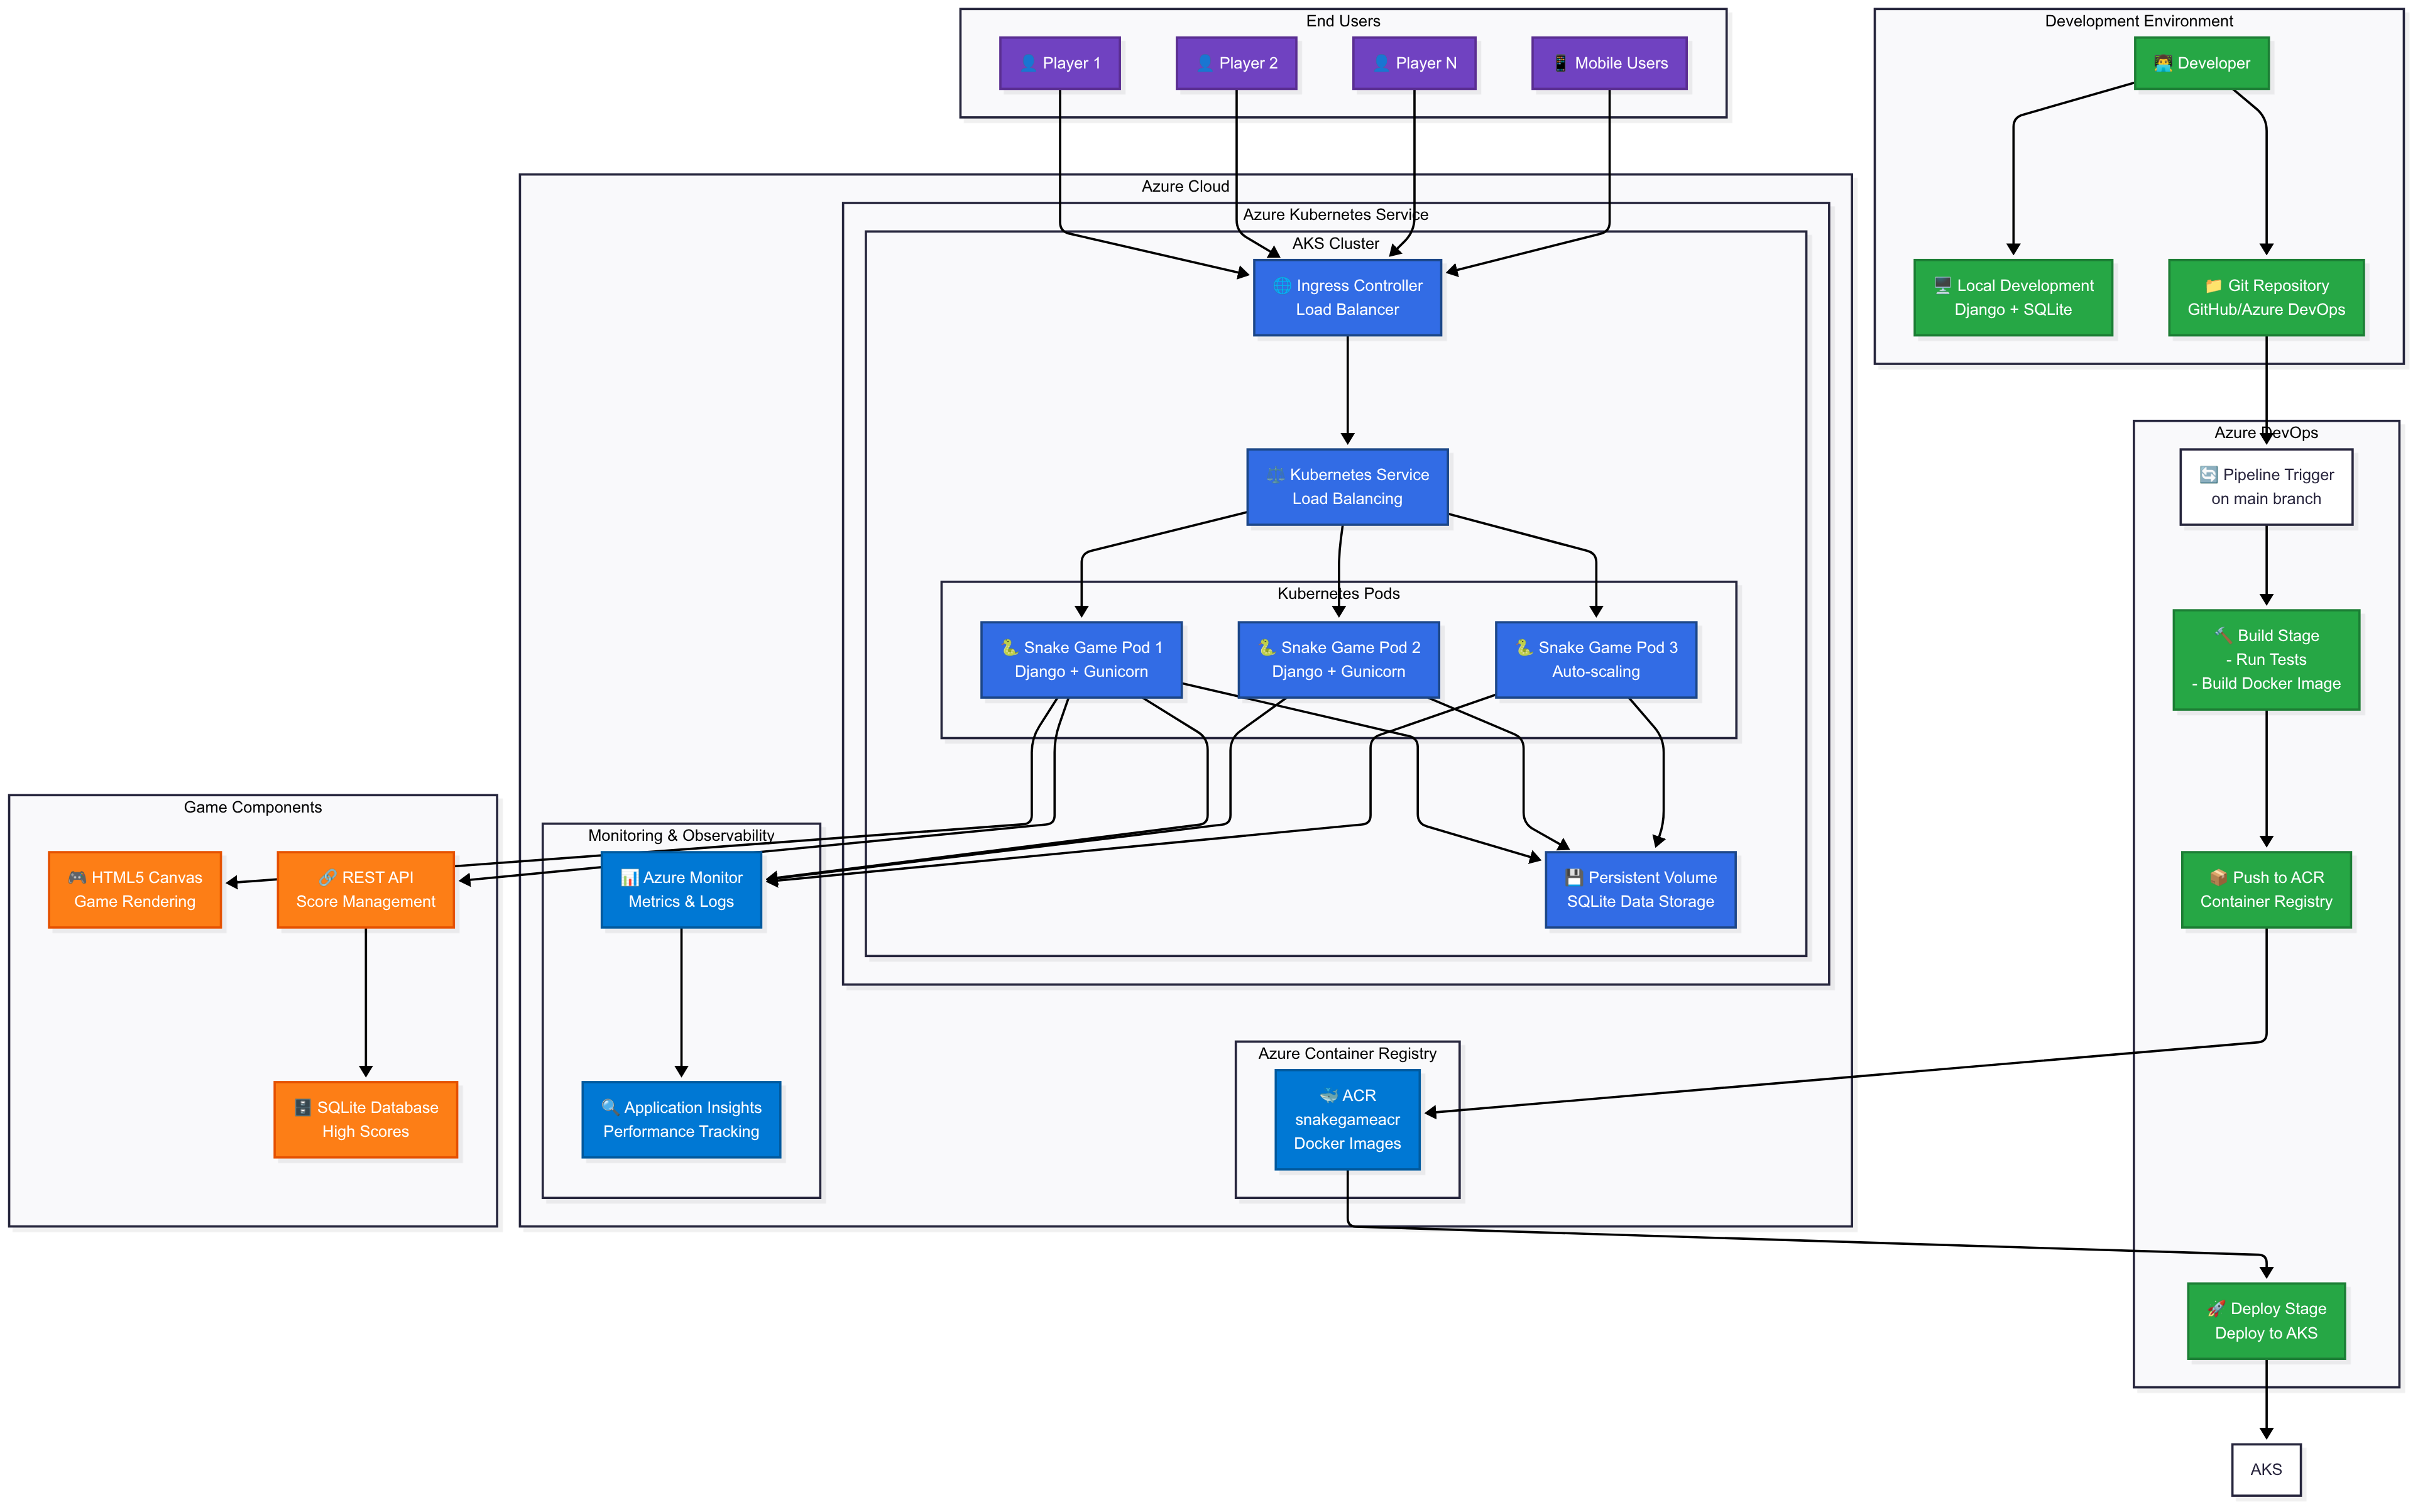 End Users
👤 Player 1
👤 Player 2
👤 Player N
📱 Mobile Users
Development Environment
👨‍💻 Developer
🖥️ Local Development
Django + SQLite
📁 Git Repository
GitHub/Azure DevOps
Azure Cloud
Azure Kubernetes Service
AKS Cluster
🌐 Ingress Controller
Load Balancer
⚖️ Kubernetes Service
Load Balancing
Kubernetes Pods
🐍 Snake Game Pod 1
Django + Gunicorn
🐍 Snake Game Pod 2
Django + Gunicorn
🐍 Snake Game Pod 3
Auto-scaling
💾 Persistent Volume
SQLite Data Storage
Azure DevOps
🔄 Pipeline Trigger
on main branch
🔨 Build Stage
- Run Tests
- Build Docker Image
📦 Push to ACR
Container Registry
Game Components
🎮 HTML5 Canvas
Game Rendering
🔗 REST API
Score Management
🗄️ SQLite Database
High Scores
Monitoring & Observability
📊 Azure Monitor
Metrics & Logs
🔍 Application Insights
Performance Tracking
Azure Container Registry
🐳 ACR
snakegameacr
Docker Images
🚀 Deploy Stage
Deploy to AKS
AKS